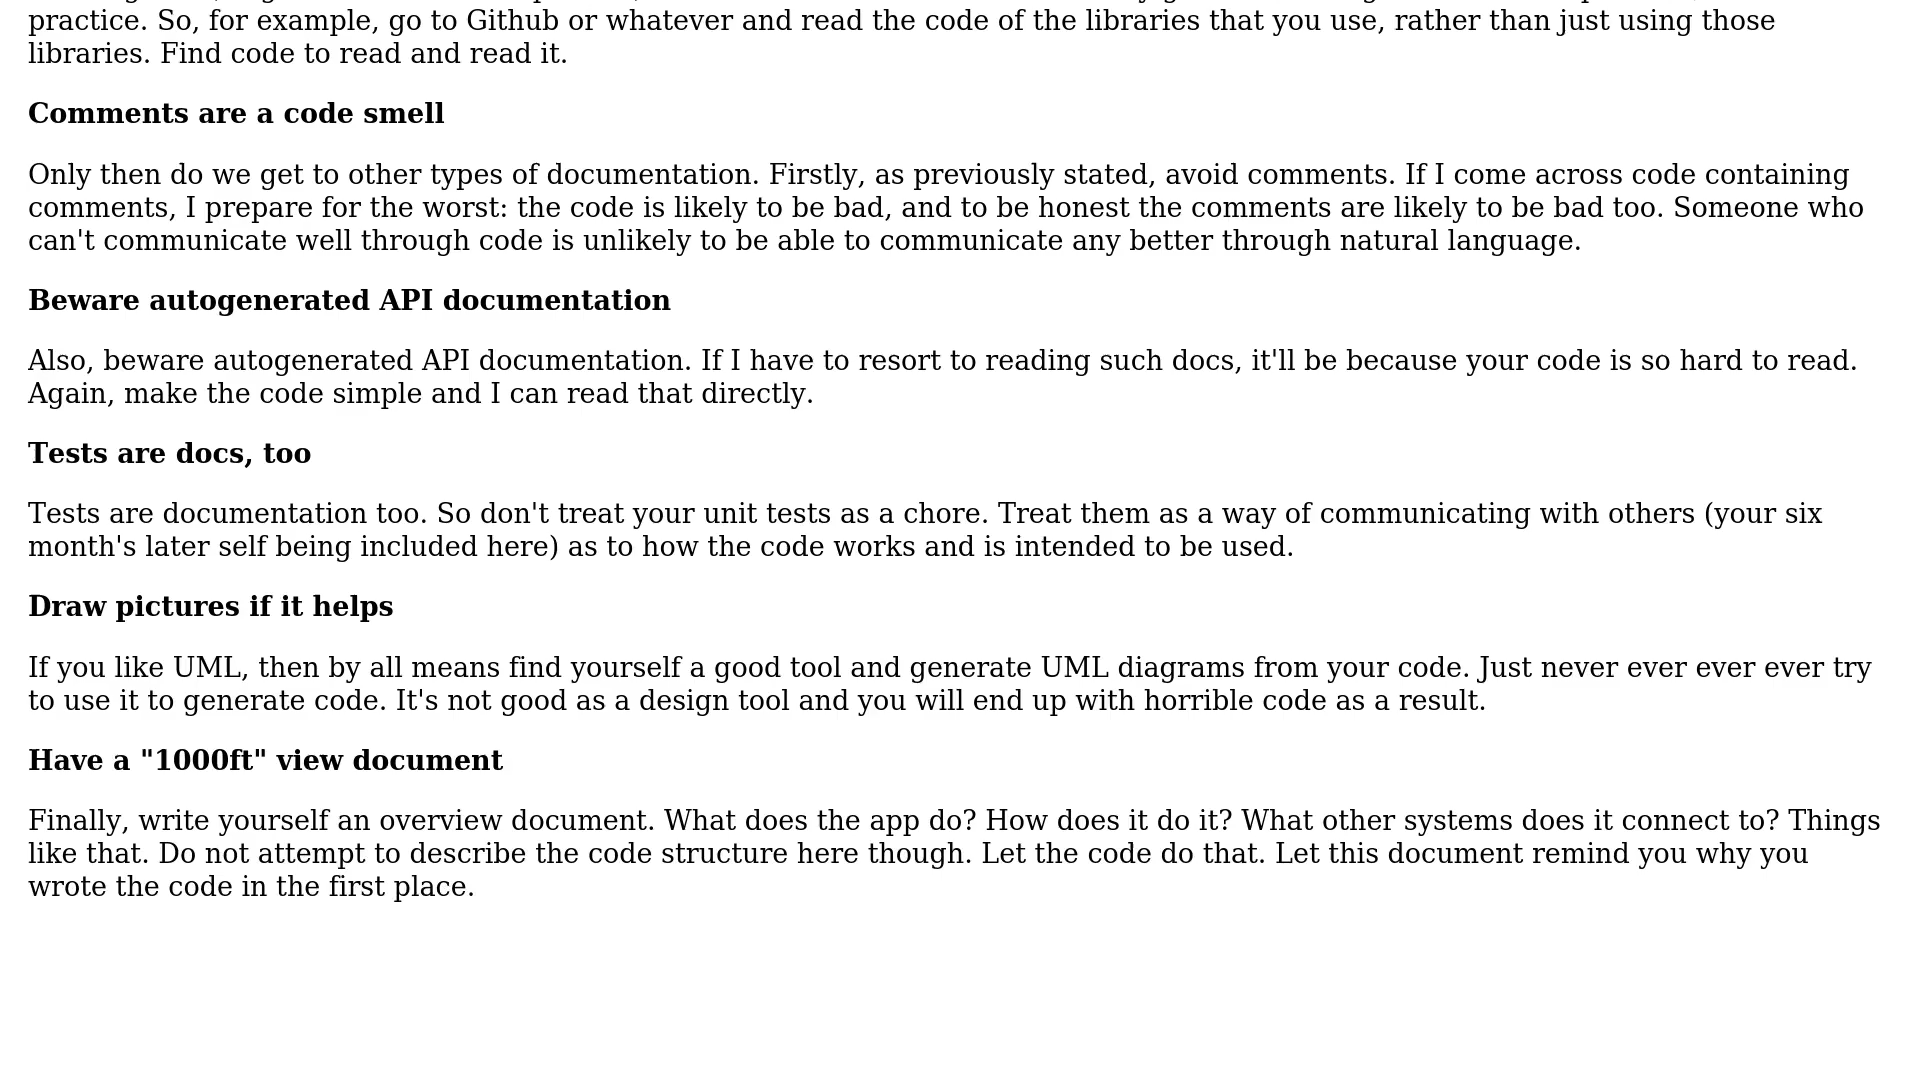 practice. So, for example, go to Github or whatever and read the code of the libraries that you use, rather than just using those
libraries. Find code to read and read it.
Comments are a code smell
Only then do we get to other types of documentation. Firstly, as previously stated, avoid comments. If I come across code containing
comments, I prepare for the worst: the code is likely to be bad, and to be honest the comments are likely to be bad too. Someone who
can't communicate well through code is unlikely to be able to communicate any better through natural language.
Beware autogenerated API documentation
Also, beware autogenerated API documentation. If I have to resort to reading such docs, it'll be because your code is so hard to read.
Again, make the code simple and I can read that directly.
Tests are docs, too
Tests are documentation too. So don't treat your unit tests as a chore. Treat them as a way of communicating with others (your six
month's later self being included here) as to how the code works and is intended to be used.
Draw pictures if it helps
If you like UML, then by all means find yourself a good tool and generate UML diagrams from your code. Just never ever ever ever try
to use it to generate code. It's not good as a design tool and you will end up with horrible code as a result.
Have a "1000ft" view document
Finally, write yourself an overview document. What does the app do? How does it do it? What other systems does it connect to? Things
like that. Do not attempt to describe the code structure here though. Let the code do that. Let this document remind you why you
wrote the code in the first place.